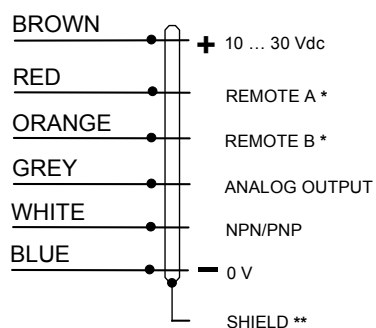 BROWN
+ 10 … 30 Vdc
RED
REMOTE A *
ORANGE
REMOTE B *
GREY
ANALOG OUTPUT
WHITE
NPN/PNP
BLUE
− 0 V
SHIELD **